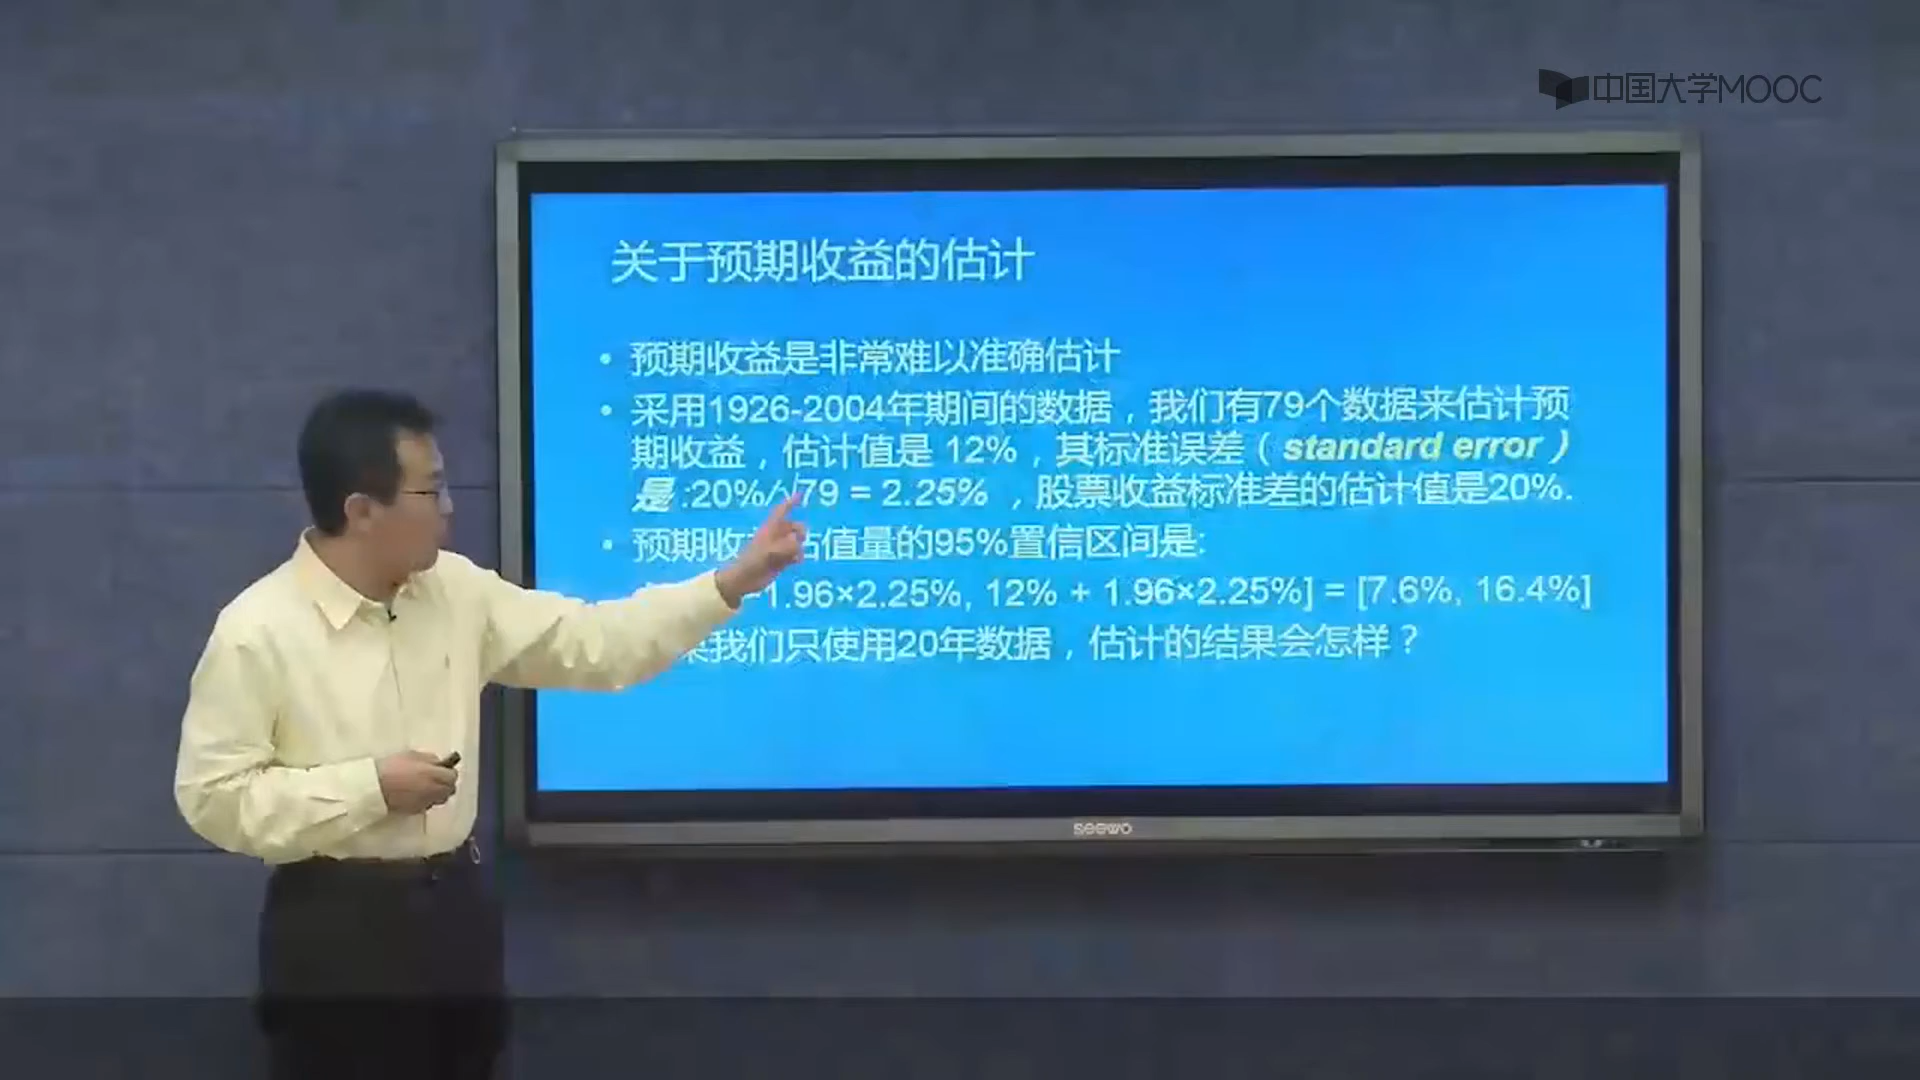 中国大学MOOC
关于预期收益的估计
• 预期收益是非常难以准确估计
• 采用1926-2004年期间的数据，我们有79个数据来估计预
期收益，估计值是 12%，其标准误差（standard error）
是:20%/√79 = 2.25% ，股票收益标准差的估计值是20%.
• 预期收 估值量的95%置信区间是:
1.96×2.25%, 12% + 1.96×2.25%] = [7.6%, 16.4%]
果我们只使用20年数据，估计的结果会怎样？
seewo